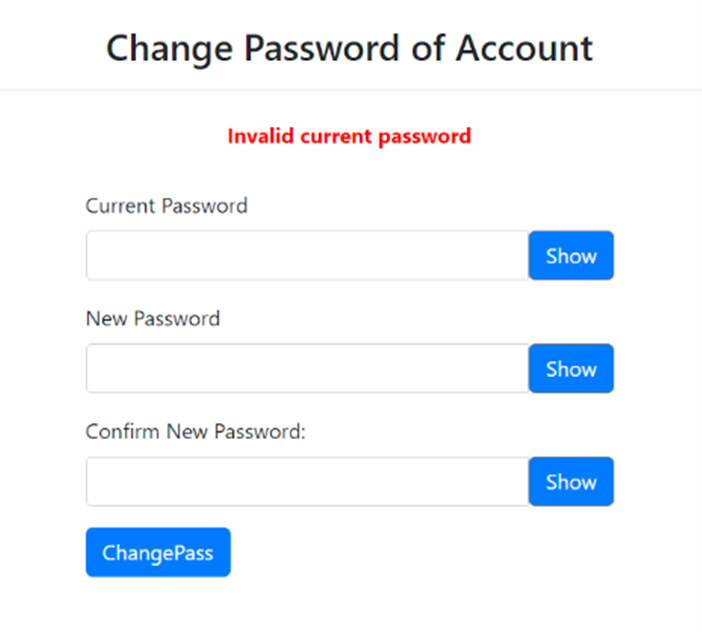 Change Password of Account
Invalid current password
Current Password
Show
New Password
Show
Confirm New Password:
Show
ChangePass